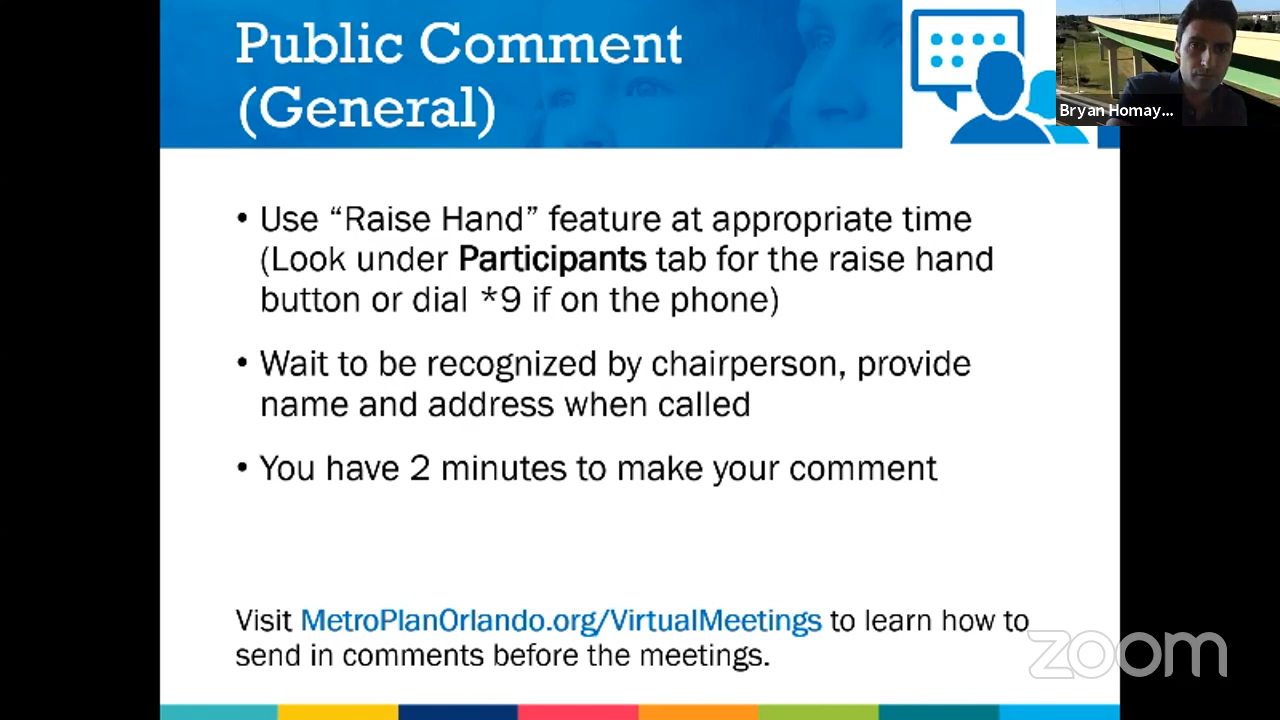 Public Comment
(General)
Bryan Homay...
• Use “Raise Hand” feature at appropriate time
(Look under Participants tab for the raise hand
button or dial *9 if on the phone)
• Wait to be recognized by chairperson, provide
name and address when called
• You have 2 minutes to make your comment
Visit MetroPlanOrlando.org/VirtualMeetings to learn how to
send in comments before the meetings.
zoom